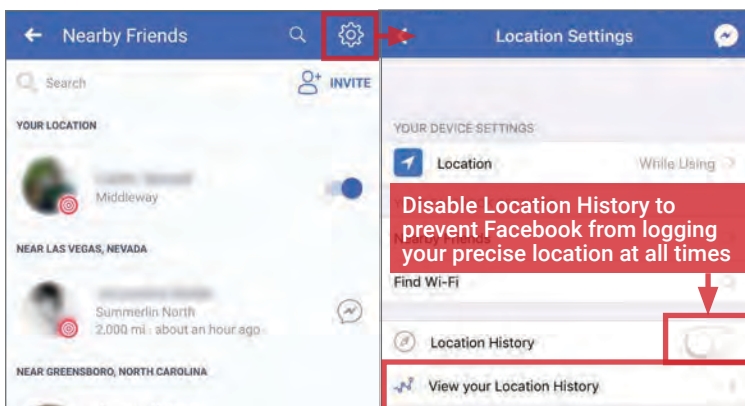 Nearby Friends
Search
INVITE
YOUR LOCATION
Middleway
NEAR LAS VEGAS, NEVADA
Summerlin North
2,000 mi · about an hour ago
NEAR GREENSBORO, NORTH CAROLINA
Location Settings
YOUR DEVICE SETTINGS
Location
While Using
Disable Location History to
prevent Facebook from logging
your precise location at all times
Nearby Friends
Find Wi-Fi
Location History
View your Location History